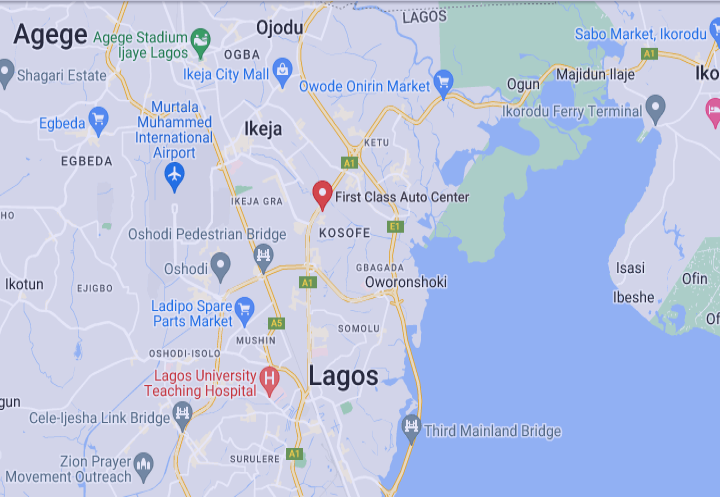 LAGOS
Ojodu
Agege
Agege Stadium
Ijaye Lagos
Sabo Market, Ikorodu
OGBA
A1
Shagari Estate
Ikeja City Mall
Owode Onirin Market
Ogun
Majidun Ilaje
Iko
Murtala
Muhammed
International
Airport
Ikorodu Ferry Terminal
Egbeda
Ikeja
KETU
EGBEDA
A1
IKEJA GRA
First Class Auto Center
HO
E1
Oshodi Pedestrian Bridge
KOSOFE
Oshodi
GBAGADA
Isasi
Ikotun
EJIGBO
A1
Oworonshoki
Ofin
Ibeshe
Ladipo Spare
Parts Market
A5
Of
SOMOLU
MUSHIN
OSHODI-ISOLO
Lagos University
Teaching Hospital
H
Lagos
gun
Cele-Ijesha Link Bridge
Third Mainland Bridge
Zion Prayer
Movement Outreach
SURULERE
A1